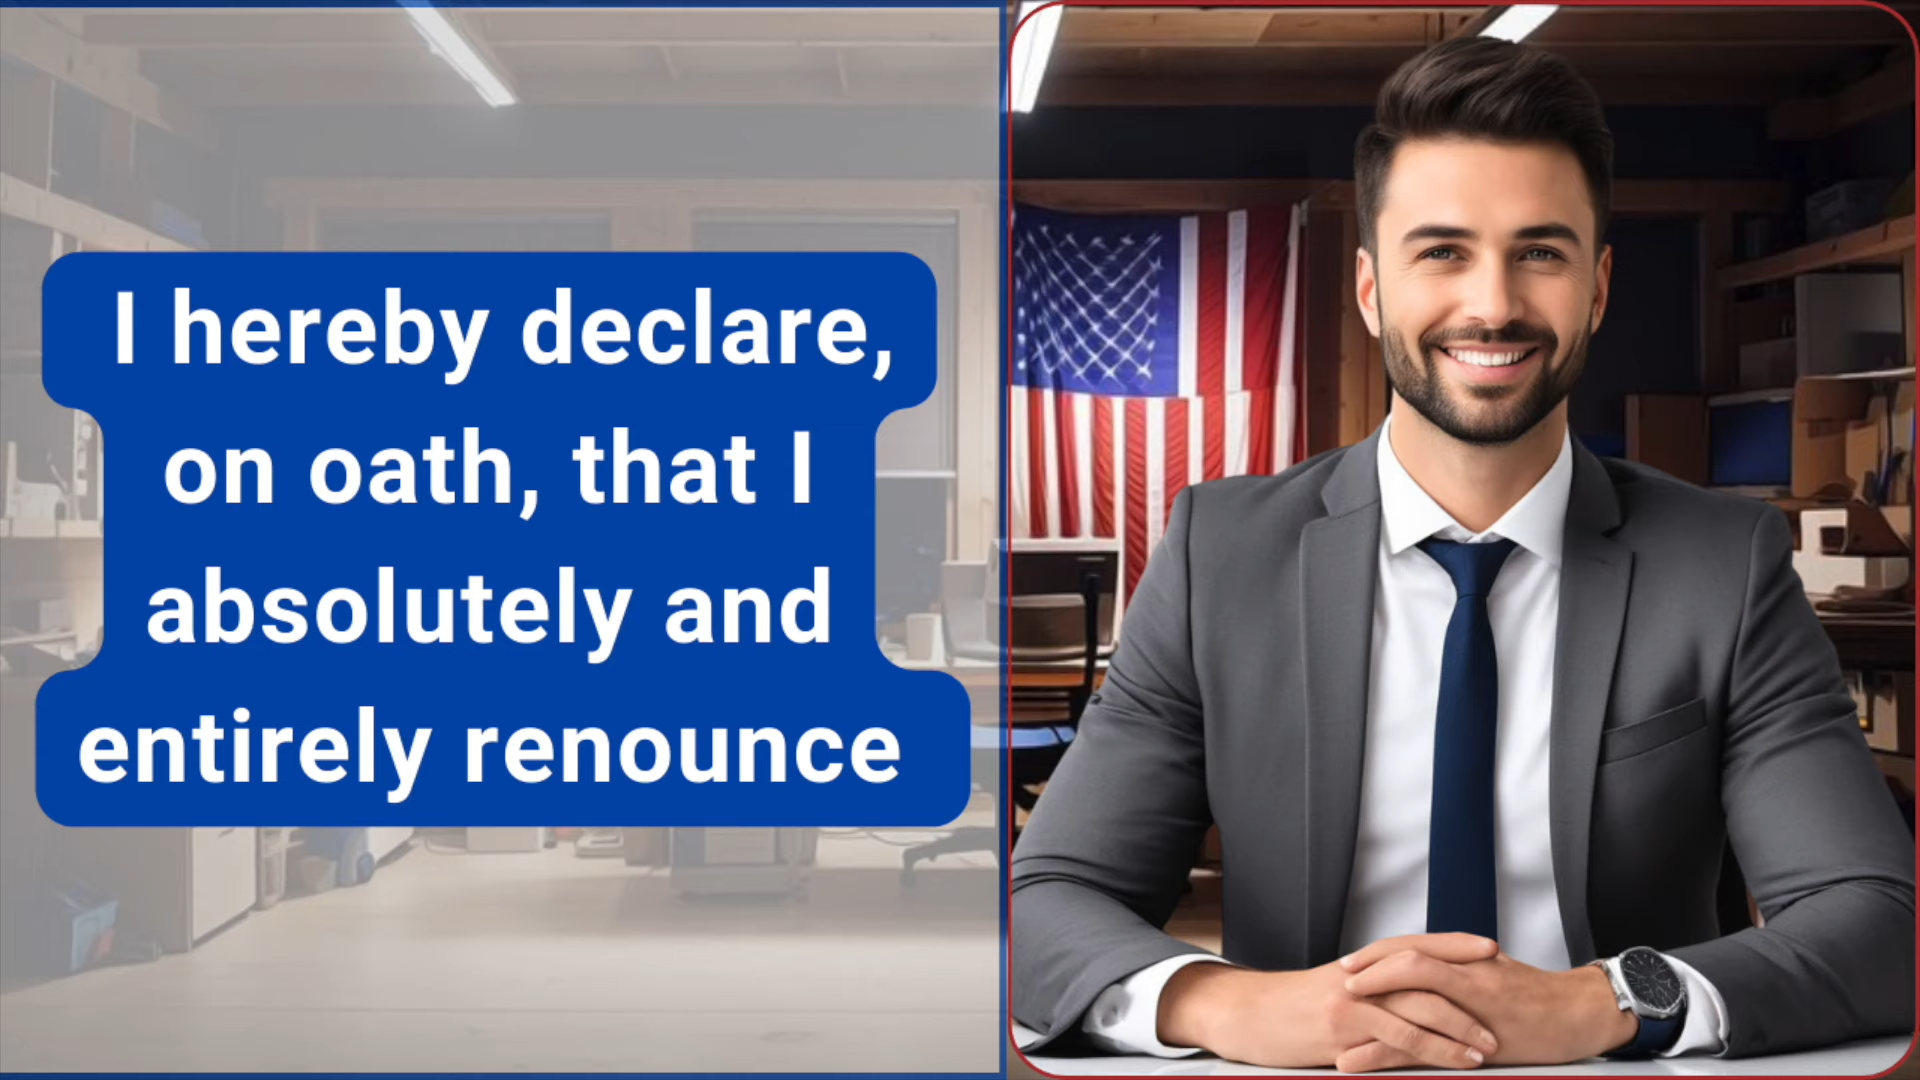 I hereby declare,
on oath, that I
absolutely and
entirely renounce